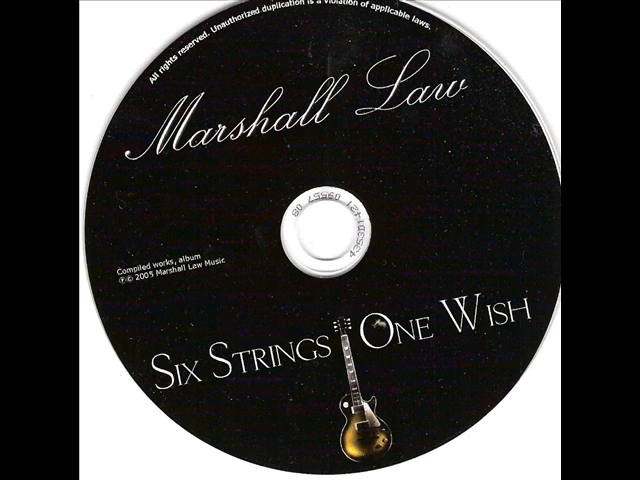 All rights reserved. Unauthorized duplication is a violation of applicable laws.
Marshall Law
Compiled works, album
℗© 2005 Marshall Law Music
SIX STRINGS ONE WISH